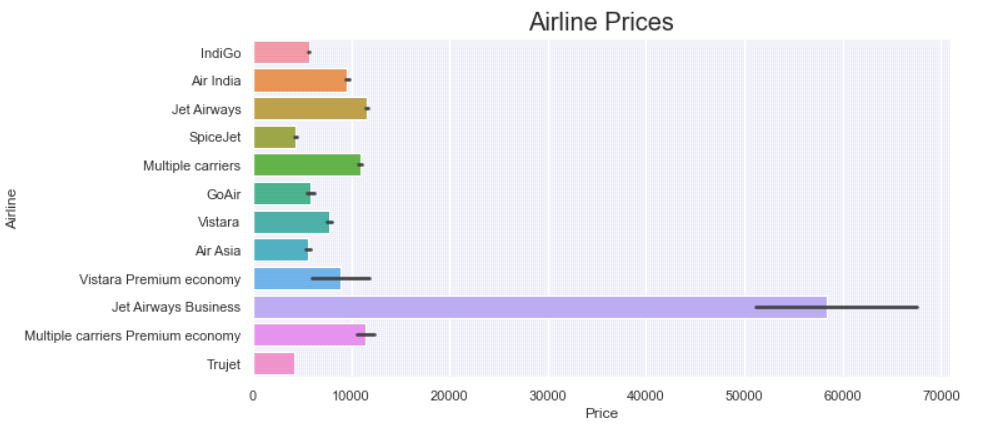 Airline Prices
IndiGo
Air India
Jet Airways
SpiceJet
Multiple carriers
GoAir
Vistara
Air Asia
Vistara Premium economy
Jet Airways Business
Multiple carriers Premium economy
Trujet
Airline
0 10000 20000 30000 40000 50000 60000 70000
Price